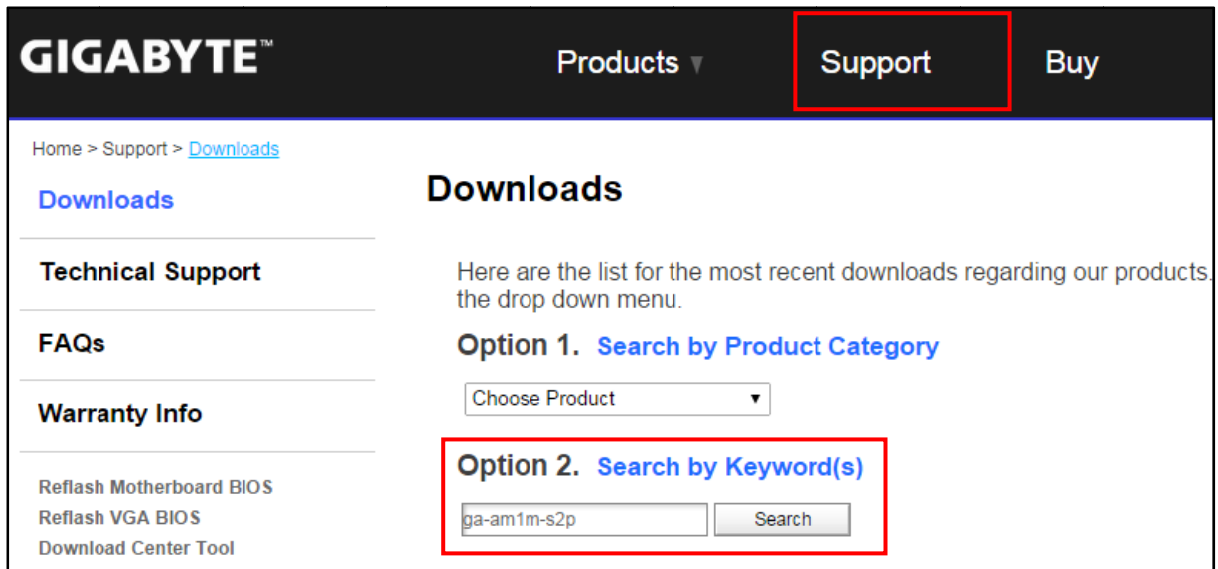 GIGABYTE™
Products ▼
Support
Buy
Home > Support > Downloads
Downloads
Technical Support
FAQs
Warranty Info
Reflash Motherboard BIOS
Reflash VGA BIOS
Download Center Tool
Downloads
Here are the list for the most recent downloads regarding our products.
the drop down menu.
Option 1. Search by Product Category
Choose Product ▼
Option 2. Search by Keyword(s)
ga-am1m-s2p
Search